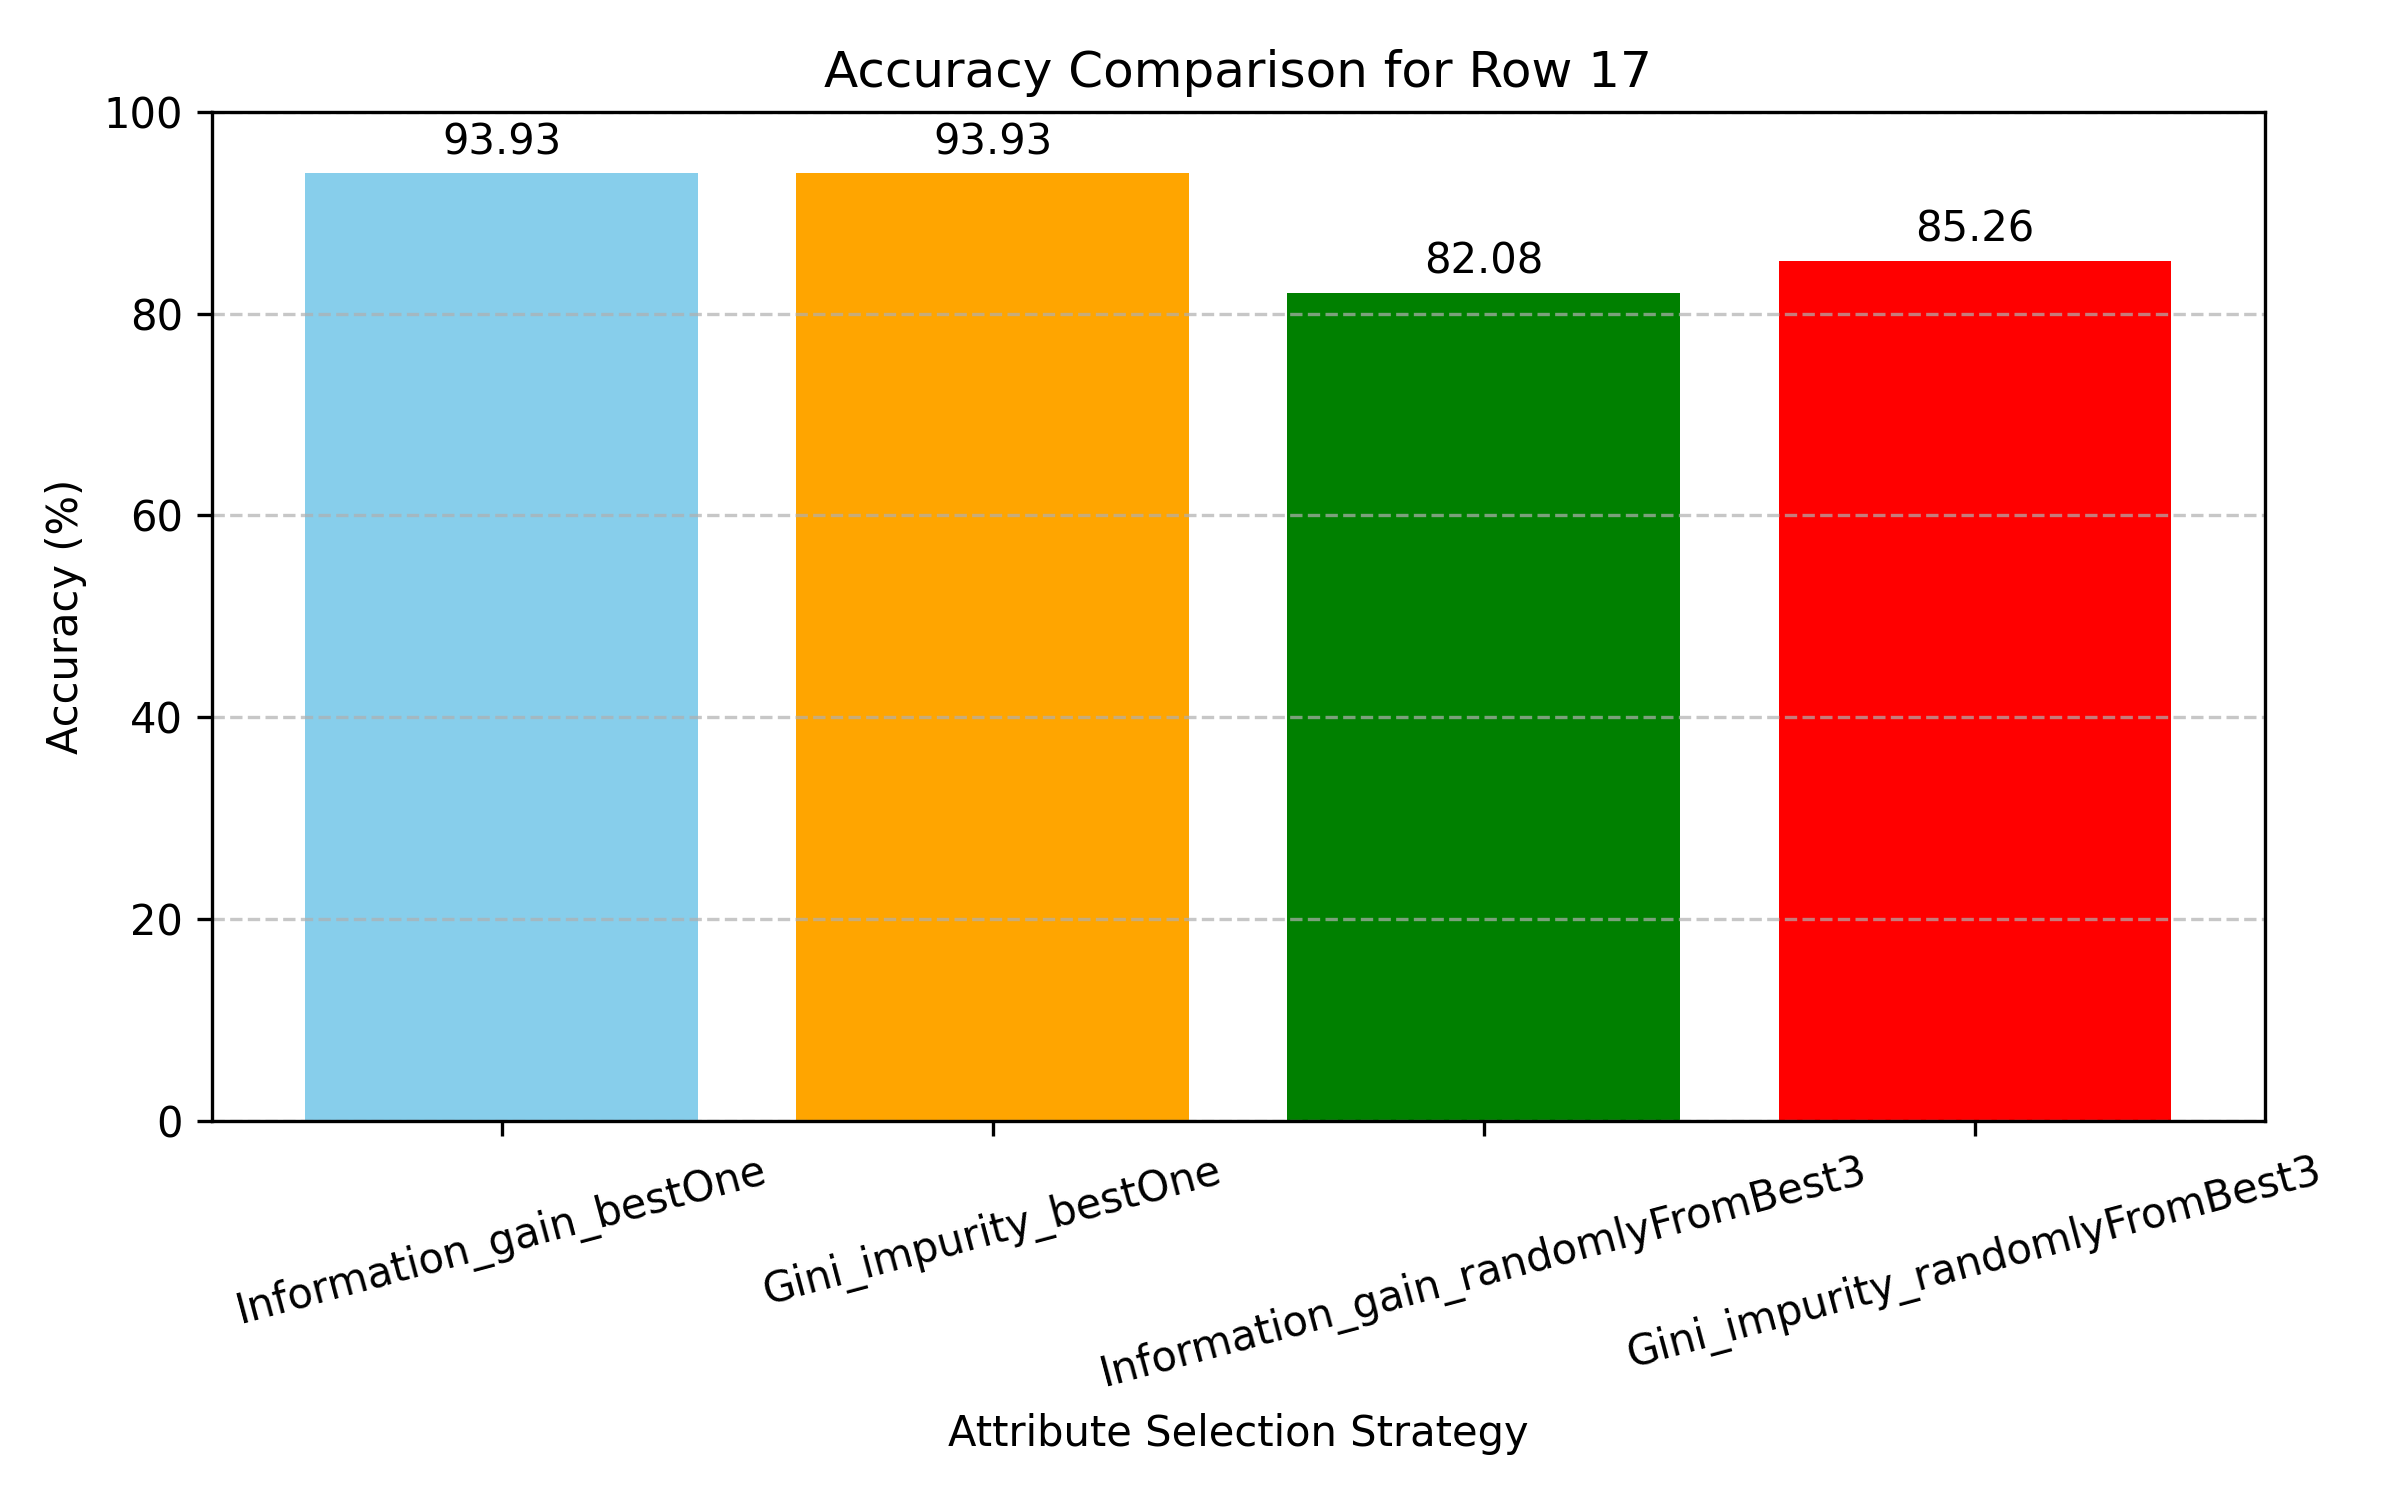 Accuracy Comparison for Row 17
Accuracy (%)
100
80
60
40
20
0
93.93
93.93
82.08
85.26
Information_gain_bestOne
Gini_impurity_bestOne
Information_gain_randomlyFromBest3
Gini_impurity_randomlyFromBest3
Attribute Selection Strategy